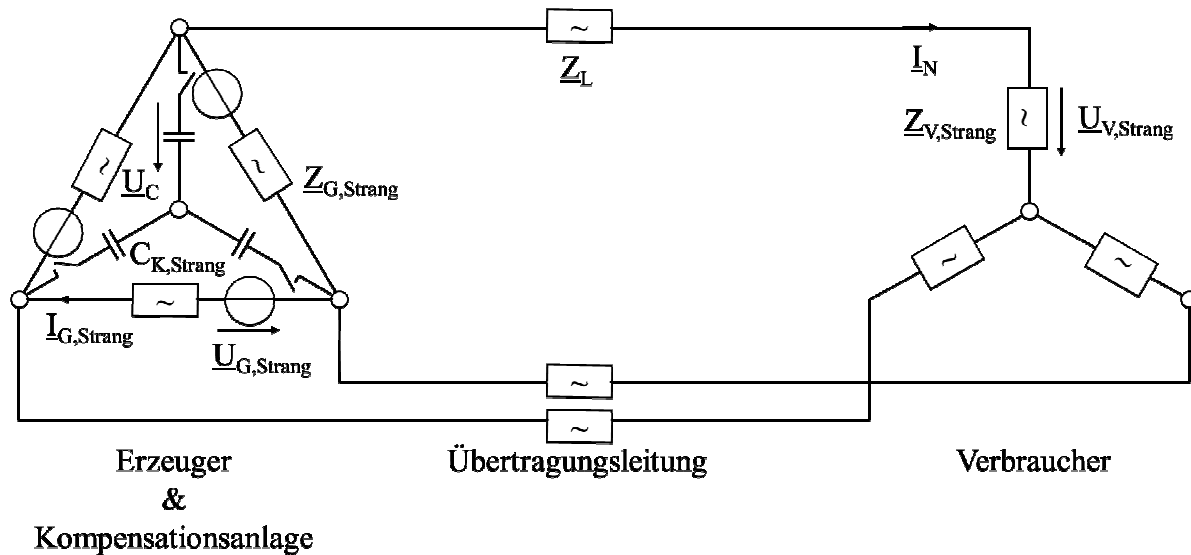 Z_L
I_N
Z_V,Strang
U_V,Strang
U_C
Z_G,Strang
C_K,Strang
I_G,Strang
U_G,Strang
Erzeuger
&
Kompensationsanlage
Übertragungsleitung
Verbraucher
~
~
~
~
~
~
~
~
~